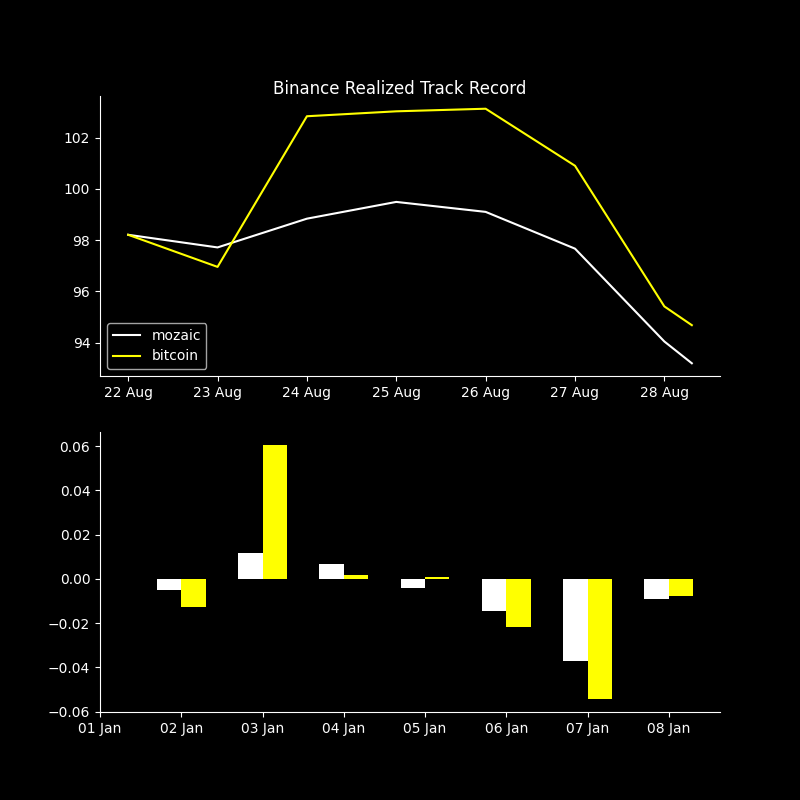 Binance Realized Track Record
102
100
98
96
94
mozaic
bitcoin
22 Aug 23 Aug 24 Aug 25 Aug 26 Aug 27 Aug 28 Aug
0.06
0.04
0.02
0.00
−0.02
−0.04
−0.06
01 Jan 02 Jan 03 Jan 04 Jan 05 Jan 06 Jan 07 Jan 08 Jan